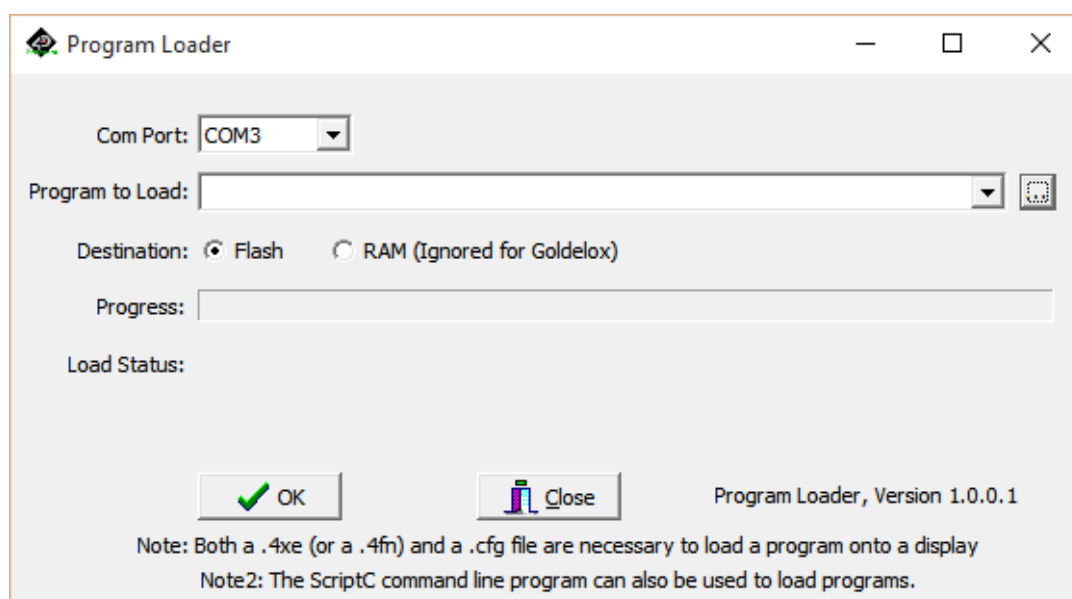 Program Loader
Com Port: COM3
Program to Load: ...
Destination: Flash RAM (Ignored for Goldelox)
Progress:
Load Status:
OK Close Program Loader, Version 1.0.0.1
Note: Both a .4xe (or a .4fn) and a .cfg file are necessary to load a program onto a display
Note2: The ScriptC command line program can also be used to load programs.